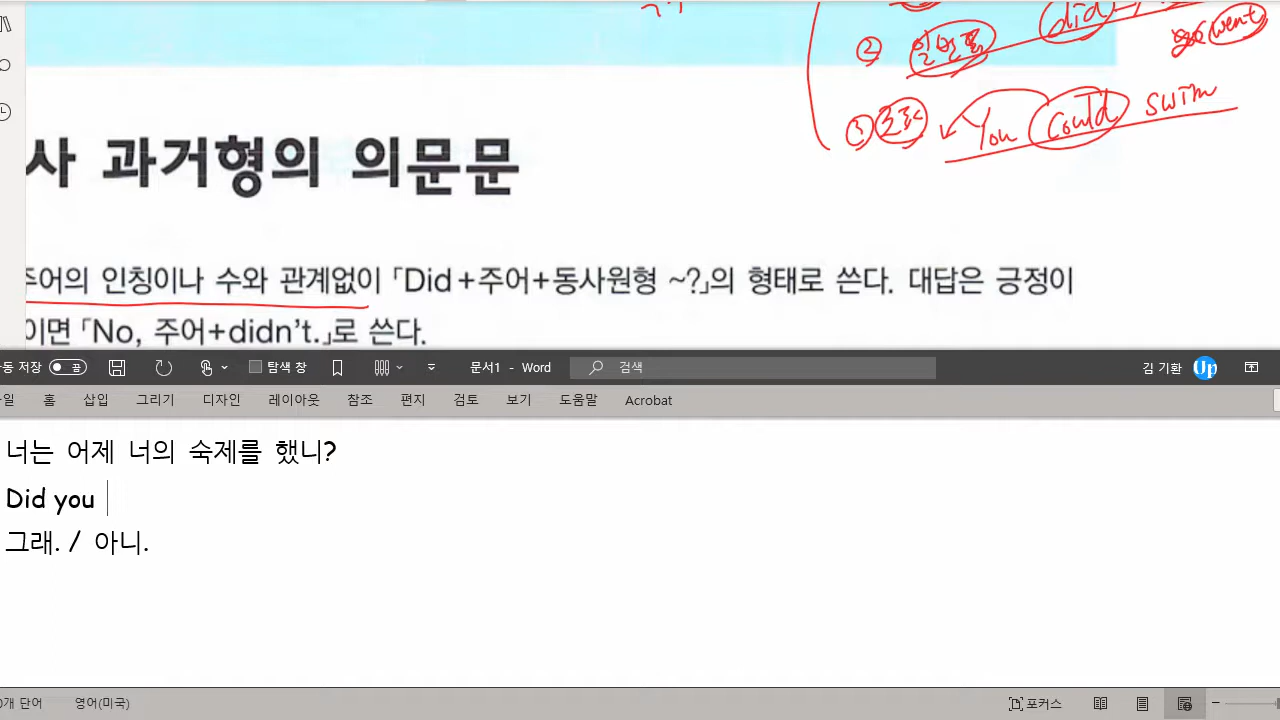 did
② 일반동
went
③ You could swim
사 과거형의 의문문
주어의 인칭이나 수와 관계없이 「Did+주어+동사원형 ~?」의 형태로 쓴다. 대답은 긍정이
이면 「No, 주어+didn't.」로 쓴다.
동 저장 끔 탐색 창 문서1 - Word 검색 김 기환 Up
일 홈 삽입 그리기 디자인 레이아웃 참조 편지 검토 보기 도움말 Acrobat
너는 어제 너의 숙제를 했니?
Did you
그래. / 아니.
0개 단어 영어(미국) 포커스